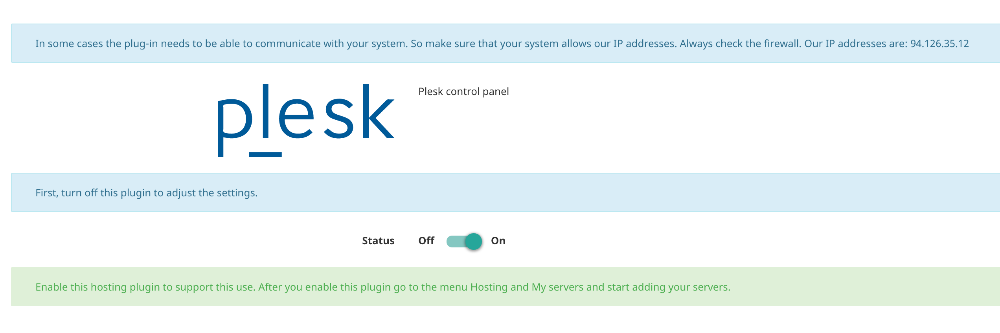 In some cases the plug-in needs to be able to communicate with your system. So make sure that your system allows our IP addresses. Always check the firewall. Our IP addresses are: 94.126.35.12
plesk
Plesk control panel
First, turn off this plugin to adjust the settings.
Status Off On
Enable this hosting plugin to support this use. After you enable this plugin go to the menu Hosting and My servers and start adding your servers.